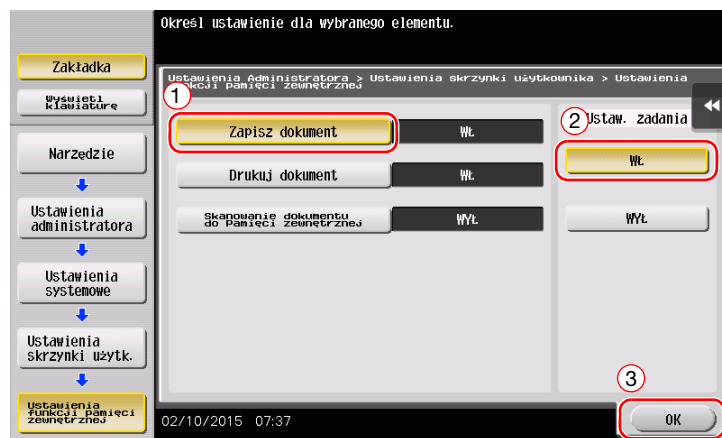 Określ ustawienie dla wybranego elementu.
Zakładka
Wyświetl
klawiaturę
Ustawienia Administratora > Ustawienia skrzynki użytkownika > Ustawienia
funkcji pamięci zewnętrznej
1
Zapisz dokument
WŁ.
2
Ustaw. zadania
WŁ.
Narzędzie
Drukuj dokument
WŁ.
Ustawienia
administratora
Skanowanie dokumentu
do Pamięci zewnętrznej
WYŁ.
WYŁ.
Ustawienia
systemowe
Ustawienia
skrzynki użytk.
3
Ustawienia
funkcji pamięci
zewnętrznej
02/10/2015 07:37
OK